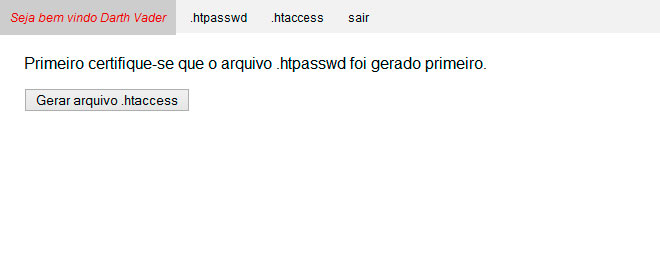 Seja bem vindo Darth Vader .htpasswd .htaccess sair
Primeiro certifique-se que o arquivo .htpasswd foi gerado primeiro.
Gerar arquivo .htaccess